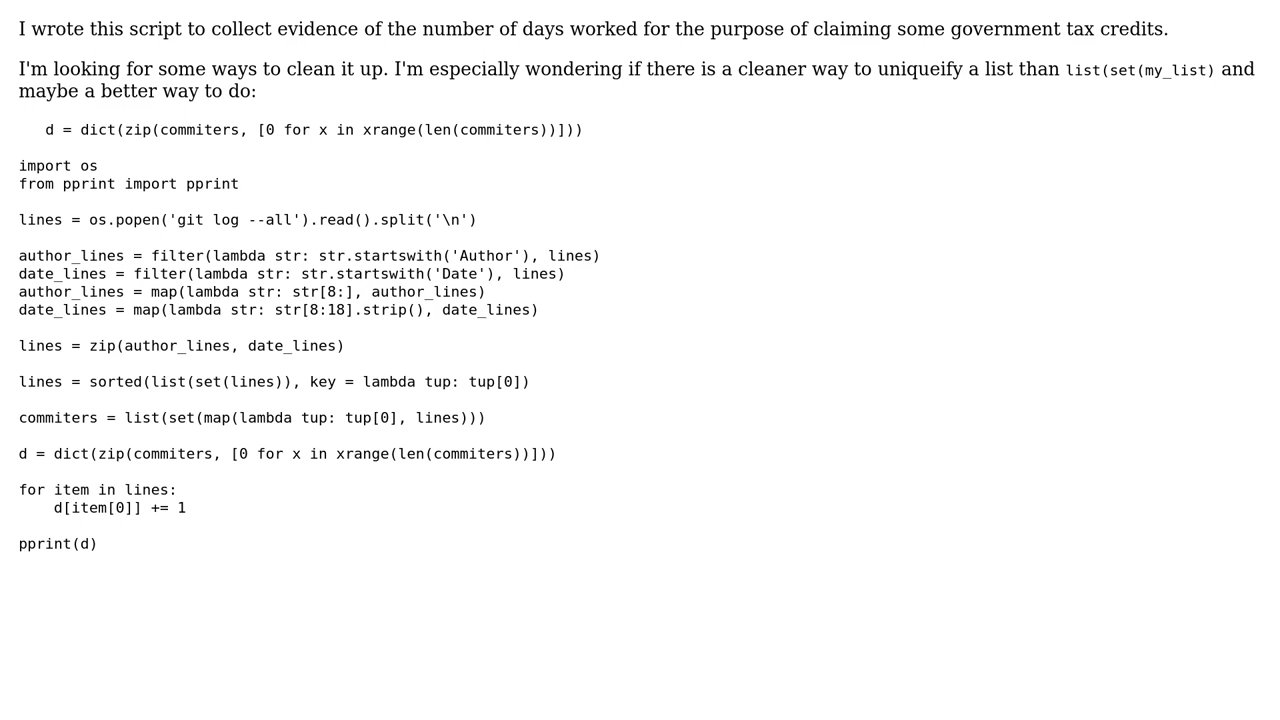 I wrote this script to collect evidence of the number of days worked for the purpose of claiming some government tax credits.
I'm looking for some ways to clean it up. I'm especially wondering if there is a cleaner way to uniqueify a list than list(set(my_list) and
maybe a better way to do:
d = dict(zip(commiters, [0 for x in xrange(len(commiters))]))
import os
from pprint import pprint
lines = os.popen('git log --all').read().split('\n')
author_lines = filter(lambda str: str.startswith('Author'), lines)
date_lines = filter(lambda str: str.startswith('Date'), lines)
author_lines = map(lambda str: str[8:], author_lines)
date_lines = map(lambda str: str[8:18].strip(), date_lines)
lines = zip(author_lines, date_lines)
lines = sorted(list(set(lines)), key = lambda tup: tup[0])
commiters = list(set(map(lambda tup: tup[0], lines)))
d = dict(zip(commiters, [0 for x in xrange(len(commiters))]))
for item in lines:
    d[item[0]] += 1
pprint(d)